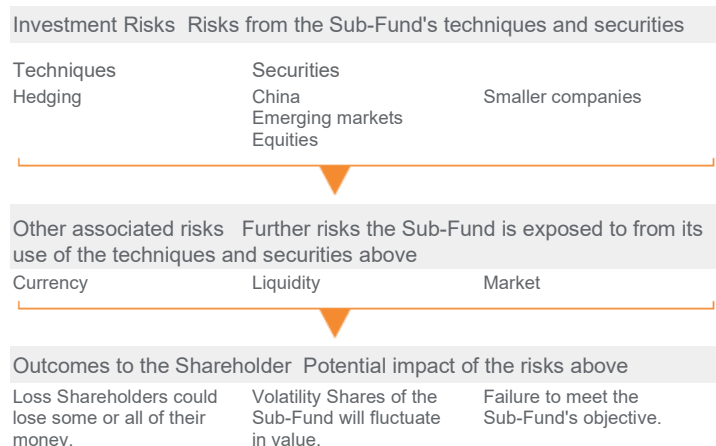 Investment Risks Risks from the Sub-Fund's techniques and securities
Techniques
Hedging
Securities
China
Emerging markets
Equities
Smaller companies
Other associated risks Further risks the Sub-Fund is exposed to from its
use of the techniques and securities above
Currency
Liquidity
Market
Outcomes to the Shareholder Potential impact of the risks above
Loss Shareholders could
lose some or all of their
money.
Volatility Shares of the
Sub-Fund will fluctuate
in value.
Failure to meet the
Sub-Fund's objective.